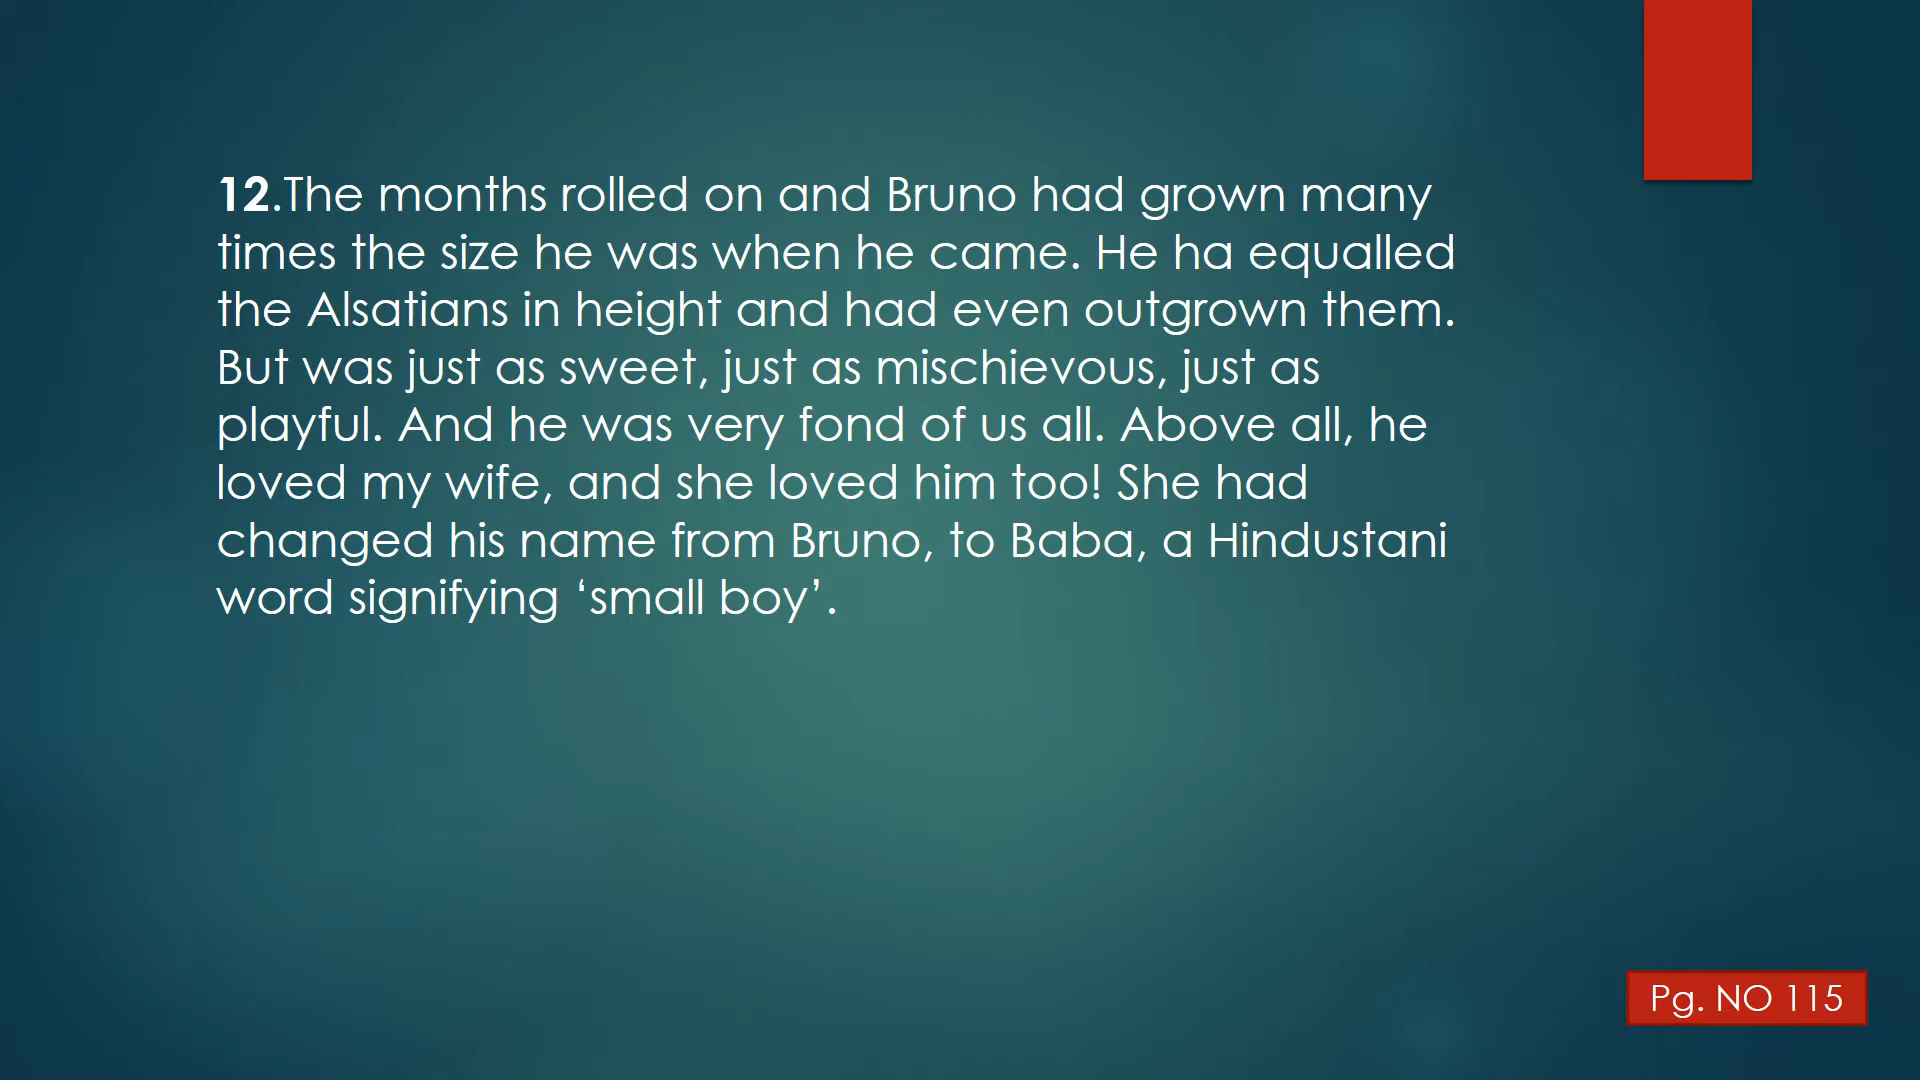 12.The months rolled on and Bruno had grown many
times the size he was when he came. He ha equalled
the Alsatians in height and had even outgrown them.
But was just as sweet, just as mischievous, just as
playful. And he was very fond of us all. Above all, he
loved my wife, and she loved him too! She had
changed his name from Bruno, to Baba, a Hindustani
word signifying ‘small boy’.
Pg. NO 115